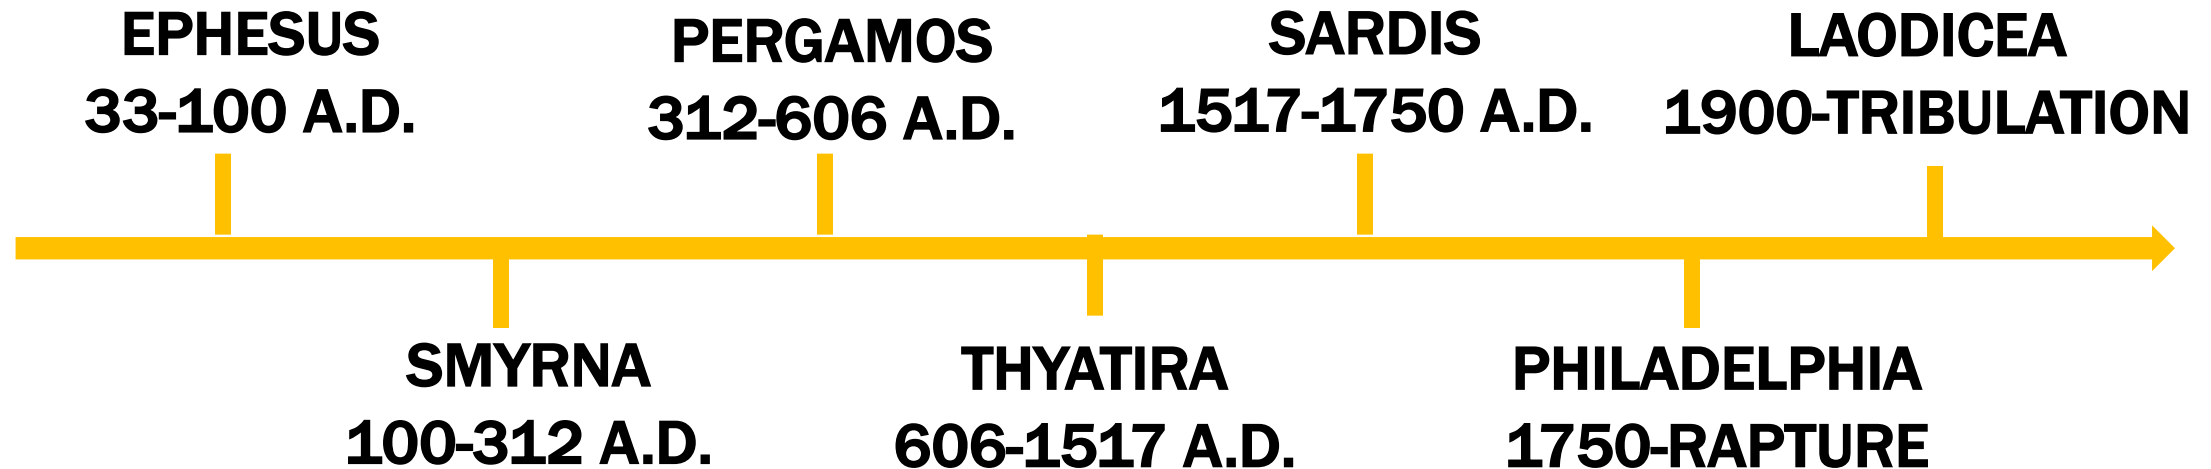 EPHESUS
33-100 A.D.
SMYRNA
100-312 A.D.
PERGAMOS
312-606 A.D.
THYATIRA
606-1517 A.D.
SARDIS
1517-1750 A.D.
PHILADELPHIA
1750-RAPTURE
LAODICEA
1900-TRIBULATION